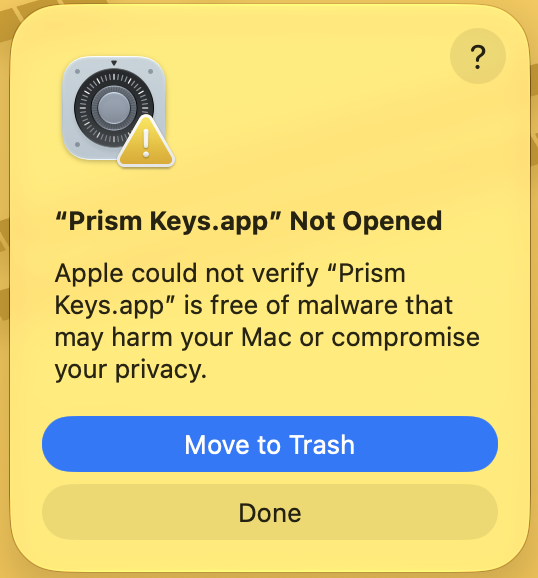 ?
“Prism Keys.app” Not Opened
Apple could not verify “Prism
Keys.app” is free of malware that
may harm your Mac or compromise
your privacy.
Move to Trash
Done